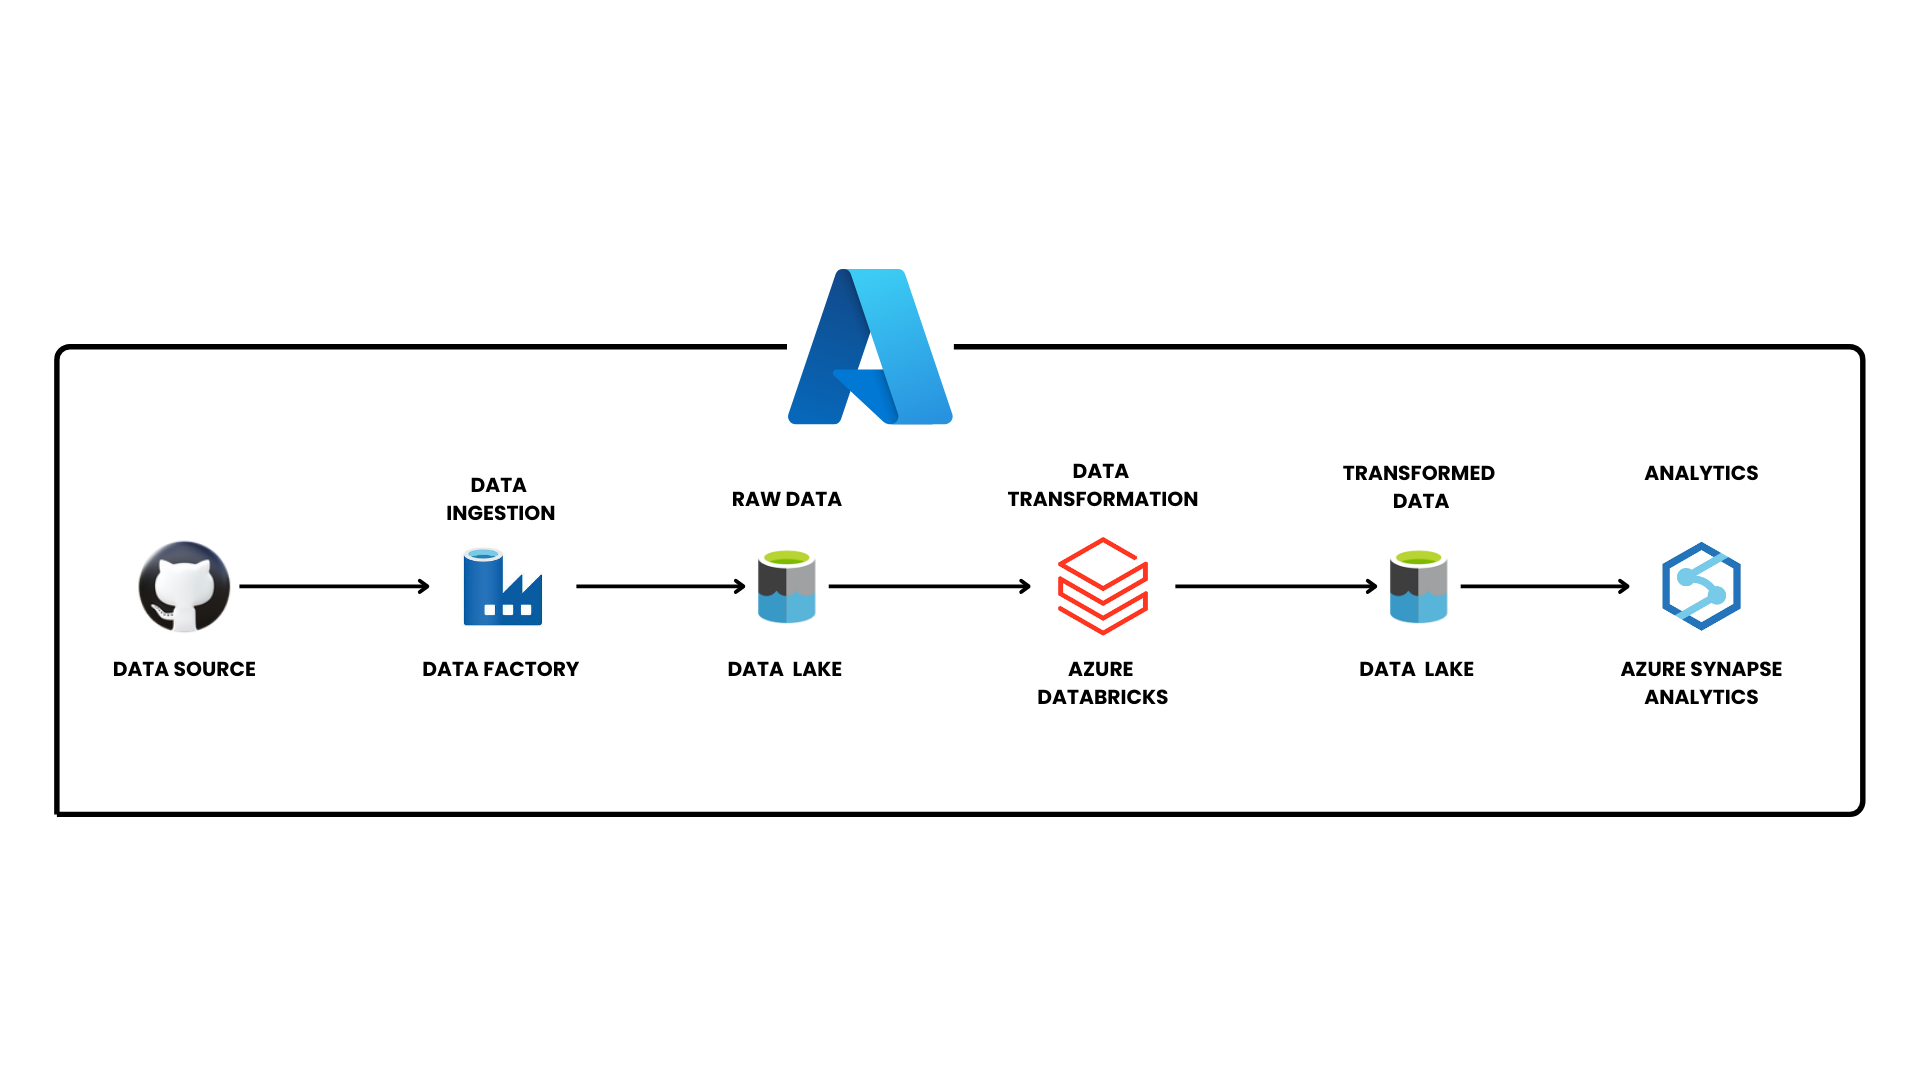 DATA
INGESTION
RAW DATA
DATA
TRANSFORMATION
TRANSFORMED
DATA
ANALYTICS
DATA SOURCE
DATA FACTORY
DATA LAKE
AZURE
DATABRICKS
DATA LAKE
AZURE SYNAPSE
ANALYTICS